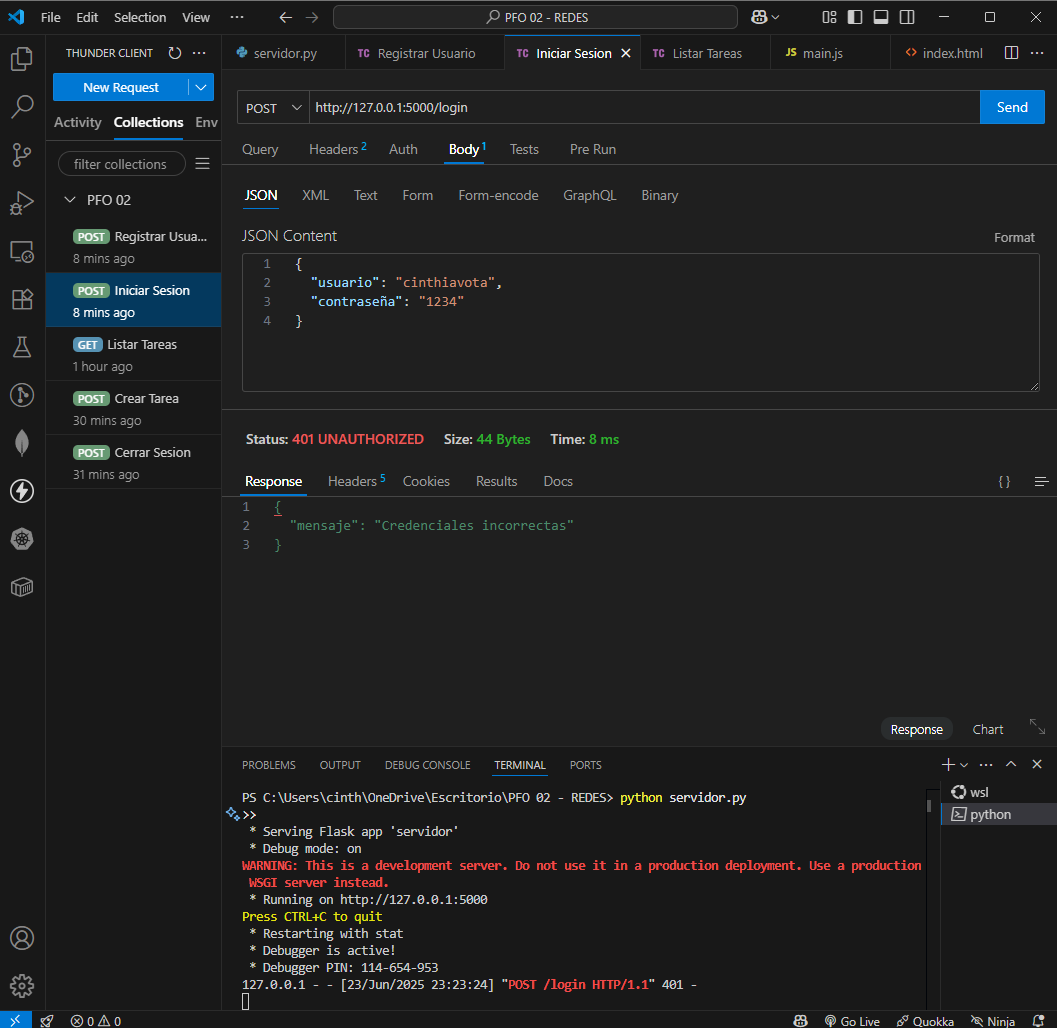 File Edit Selection View ··· PFO 02 - REDES
THUNDER CLIENT ···
New Request
Activity Collections Env
filter collections
PFO 02
POST Registrar Usua...
8 mins ago
POST Iniciar Sesion
8 mins ago
GET Listar Tareas
1 hour ago
POST Crear Tarea
30 mins ago
POST Cerrar Sesion
31 mins ago
servidor.py TC Registrar Usuario TC Iniciar Sesion TC Listar Tareas JS main.js <> index.html ···
POST http://127.0.0.1:5000/login Send
Query Headers 2 Auth Body 1 Tests Pre Run
JSON XML Text Form Form-encode GraphQL Binary
JSON Content Format
1 {
2 "usuario": "cinthiavota",
3 "contraseña": "1234"
4 }
Status: 401 UNAUTHORIZED Size: 44 Bytes Time: 8 ms
Response Headers 5 Cookies Results Docs { }
1 {
2 "mensaje": "Credenciales incorrectas"
3 }
Response Chart
PROBLEMS OUTPUT DEBUG CONSOLE TERMINAL PORTS ···
PS C:\Users\cinth\OneDrive\Escritorio\PFO 02 - REDES> python servidor.py
>>
* Serving Flask app 'servidor'
* Debug mode: on
WARNING: This is a development server. Do not use it in a production deployment. Use a production
WSGI server instead.
* Running on http://127.0.0.1:5000
Press CTRL+C to quit
* Restarting with stat
* Debugger is active!
* Debugger PIN: 114-654-953
127.0.0.1 - - [23/Jun/2025 23:23:24] "POST /login HTTP/1.1" 401 -
wsl
python
0 0 Go Live Quokka Ninja